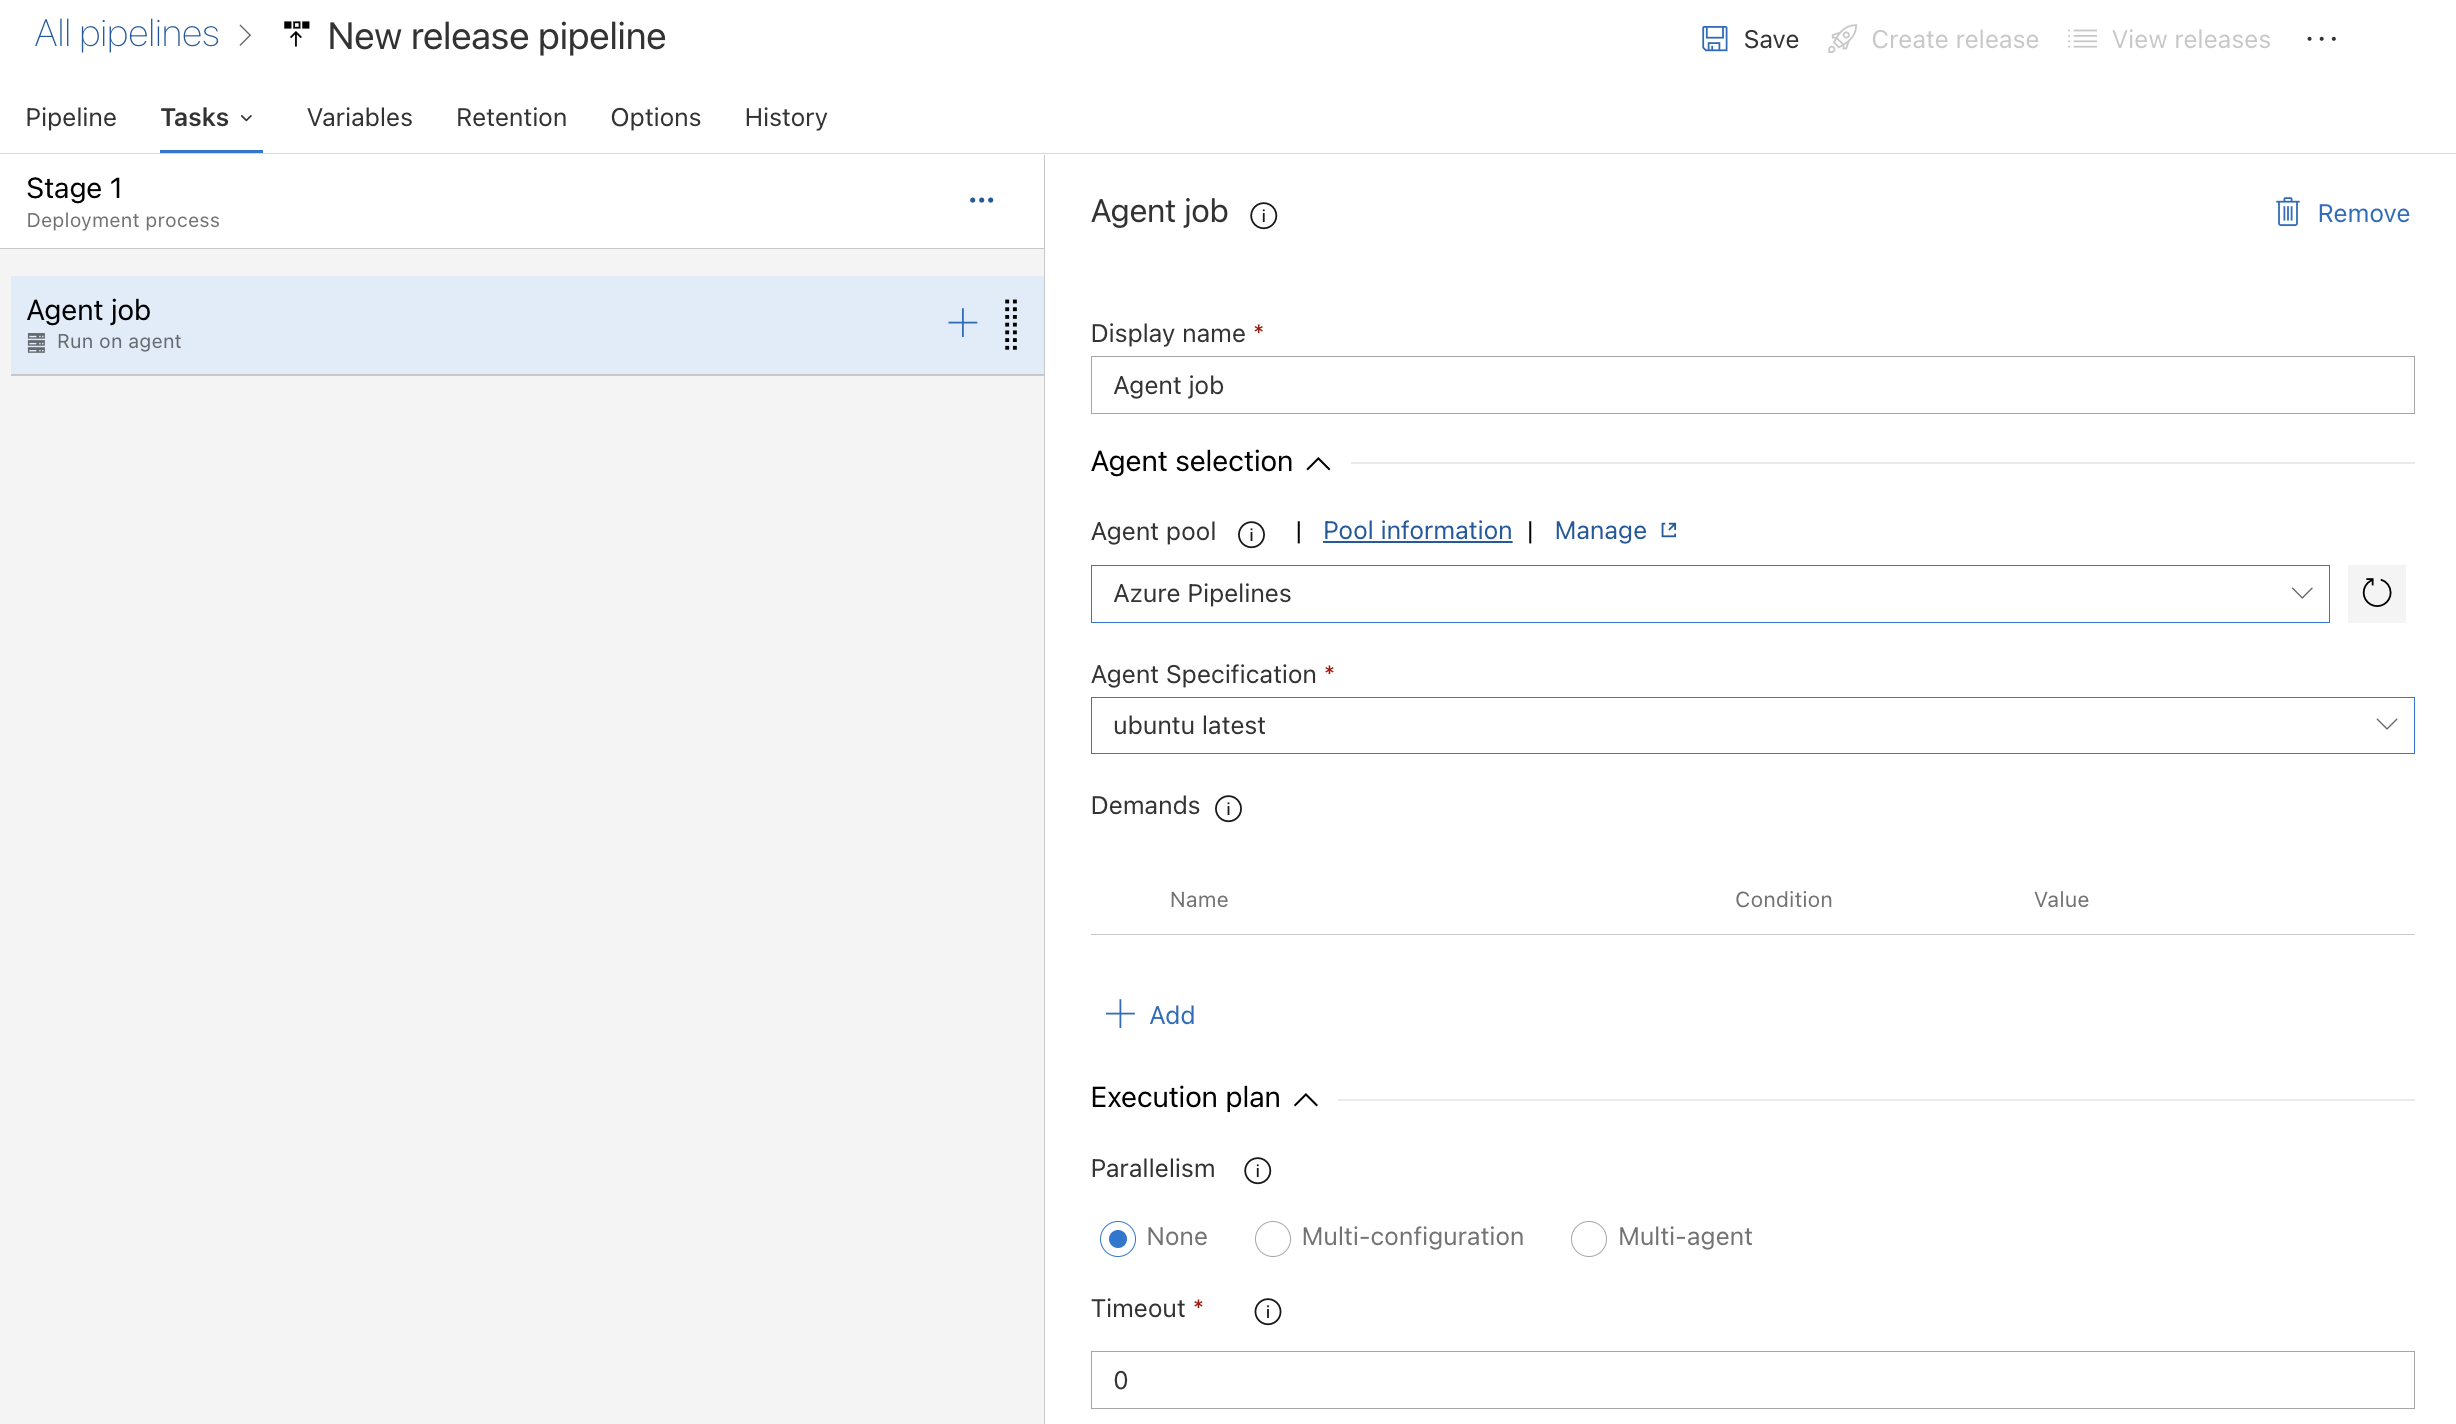 All pipelines > New release pipeline
Save Create release View releases ...
Pipeline Tasks Variables Retention Options History
Stage 1
Deployment process
Agent job
Run on agent
Agent job
Remove
Display name *
Agent job
Agent selection
Agent pool | Pool information | Manage
Azure Pipelines
Agent Specification *
ubuntu latest
Demands
Name Condition Value
+ Add
Execution plan
Parallelism
None Multi-configuration Multi-agent
Timeout *
0